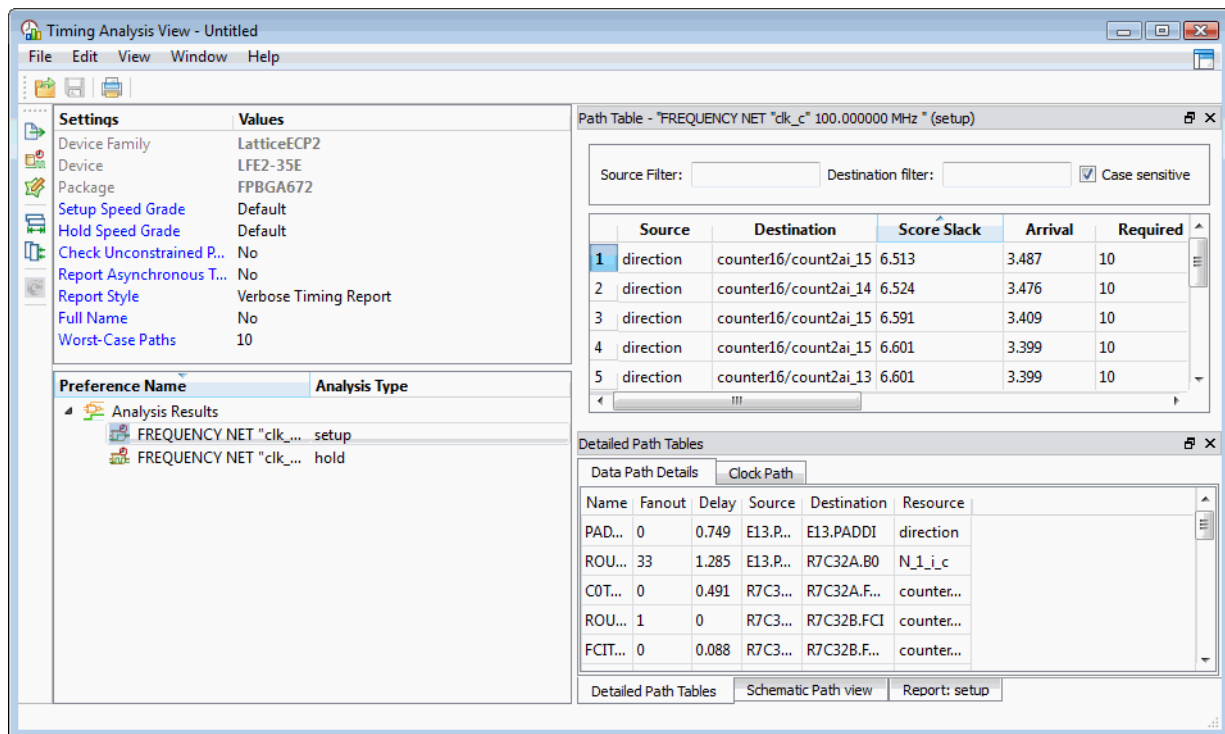 Timing Analysis View - Untitled
File Edit View Window Help
Settings Values
Device Family LatticeECP2
Device LFE2-35E
Package FPBGA672
Setup Speed Grade Default
Hold Speed Grade Default
Check Unconstrained P... No
Report Asynchronous T... No
Report Style Verbose Timing Report
Full Name No
Worst-Case Paths 10
Preference Name Analysis Type
Analysis Results
FREQUENCY NET "clk_... setup
FREQUENCY NET "clk_... hold
Path Table - "FREQUENCY NET "clk_c" 100.000000 MHz " (setup)
Source Filter: Destination filter: Case sensitive
Source Destination Score Slack Arrival Required
1 direction counter16/count2ai_15 6.513 3.487 10
2 direction counter16/count2ai_14 6.524 3.476 10
3 direction counter16/count2ai_15 6.591 3.409 10
4 direction counter16/count2ai_15 6.601 3.399 10
5 direction counter16/count2ai_13 6.601 3.399 10
Detailed Path Tables
Data Path Details Clock Path
Name Fanout Delay Source Destination Resource
PAD... 0 0.749 E13.P... E13.PADDI direction
ROU... 33 1.285 E13.P... R7C32A.B0 N_1_i_c
C0T... 0 0.491 R7C3... R7C32A.F... counter...
ROU... 1 0 R7C3... R7C32B.FCI counter...
FCIT... 0 0.088 R7C3... R7C32B.F... counter...
Detailed Path Tables Schematic Path view Report: setup